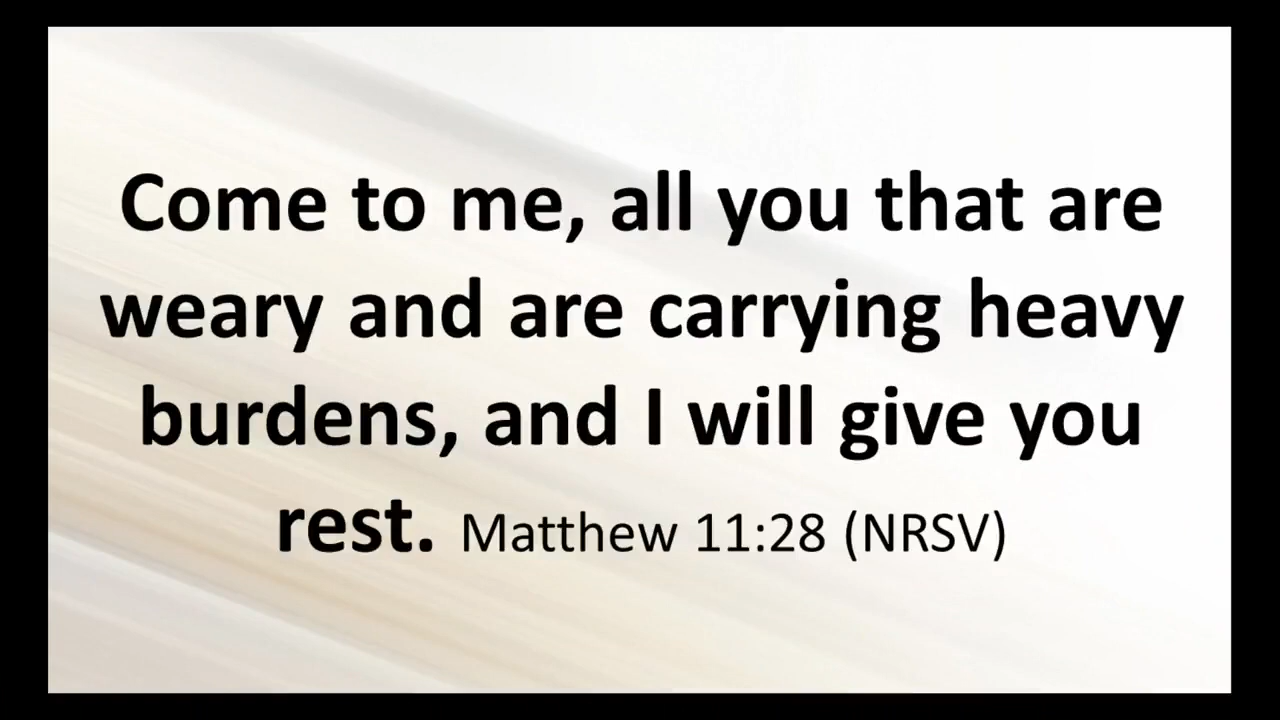 Come to me, all you that are
weary and are carrying heavy
burdens, and I will give you
rest. Matthew 11:28 (NRSV)